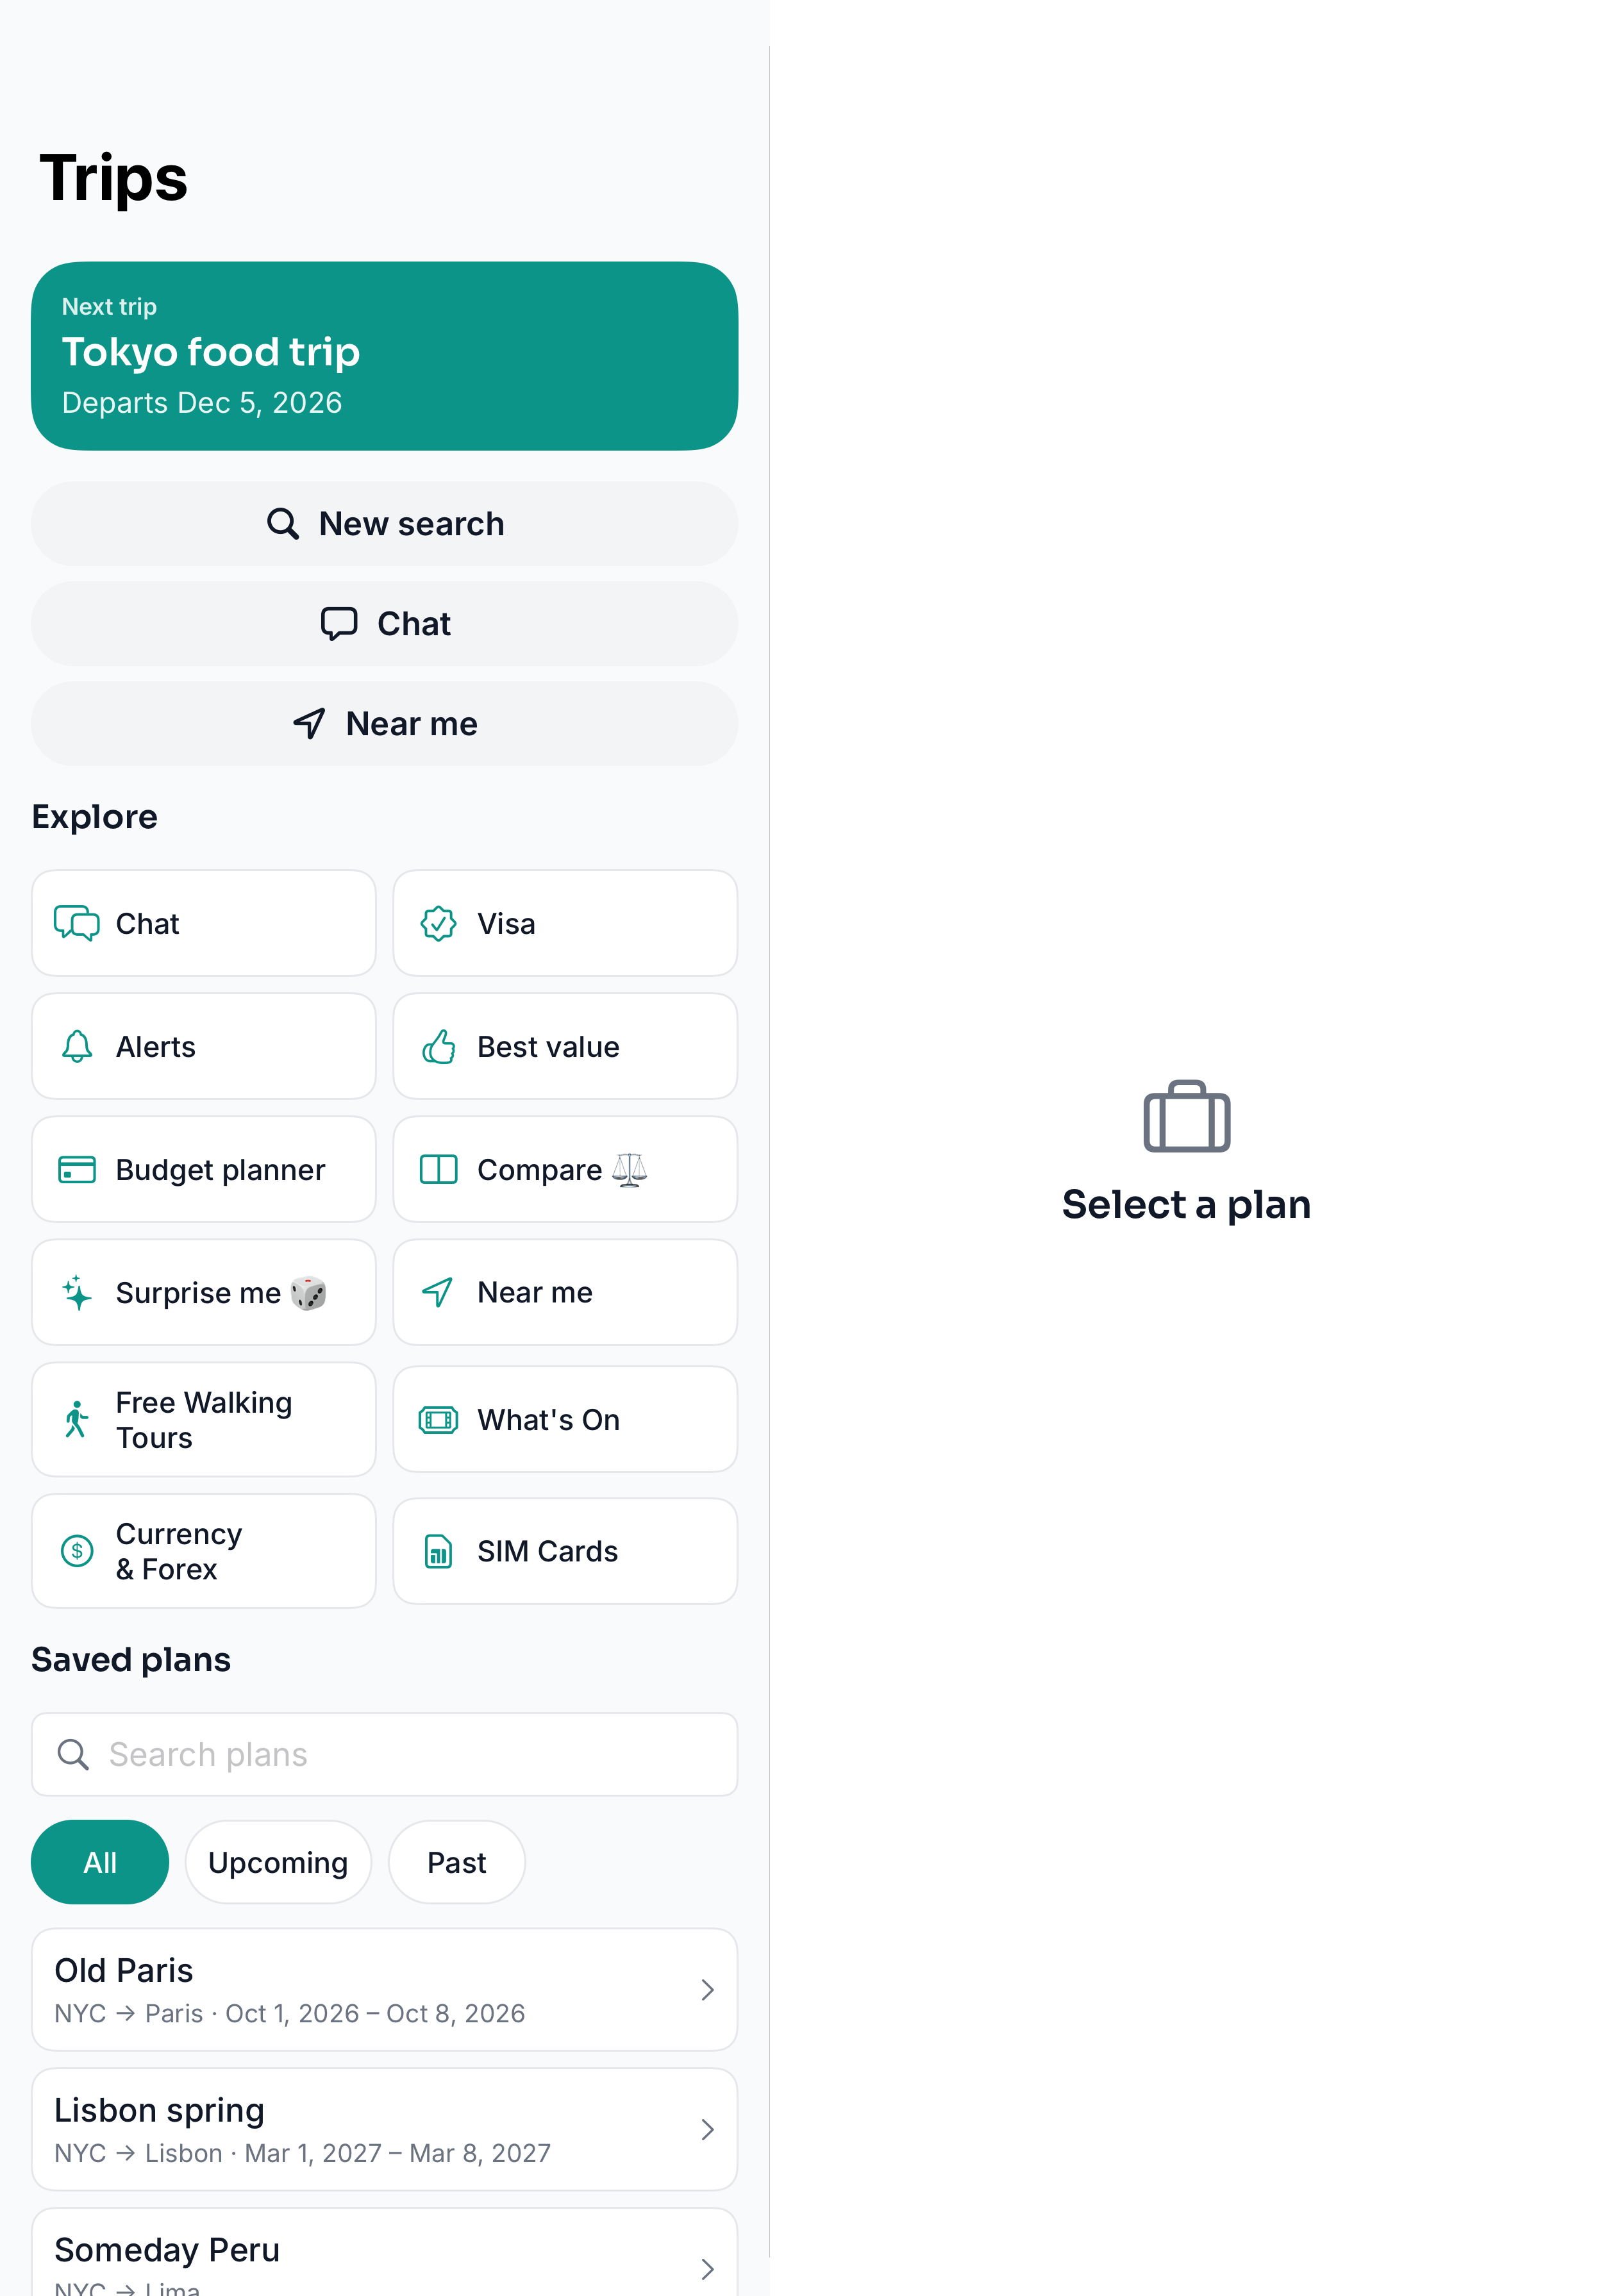 Trips
Next trip
Tokyo food trip
Departs Dec 5, 2026
New search
Chat
Near me
Explore
Chat
Visa
Alerts
Best value
Budget planner
Compare ⚖️
Surprise me 🎲
Near me
Free Walking
Tours
What's On
Currency
& Forex
SIM Cards
Saved plans
Search plans
All
Upcoming
Past
Old Paris
NYC → Paris · Oct 1, 2026 – Oct 8, 2026
Lisbon spring
NYC → Lisbon · Mar 1, 2027 – Mar 8, 2027
Someday Peru
NYC → Lima
Select a plan